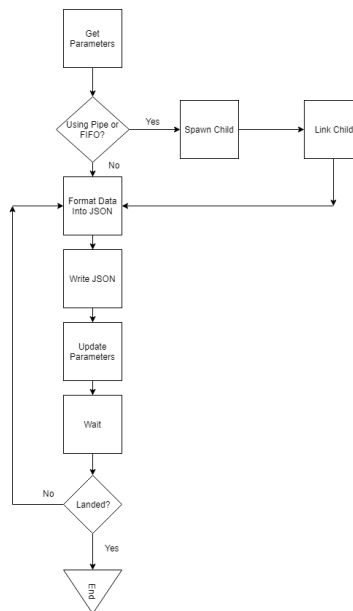 Get
Parameters
Using Pipe or
FIFO?
Yes
Spawn Child
Link Child
No
Format Data
Into JSON
Write JSON
Update
Parameters
Wait
No
Landed?
Yes
End